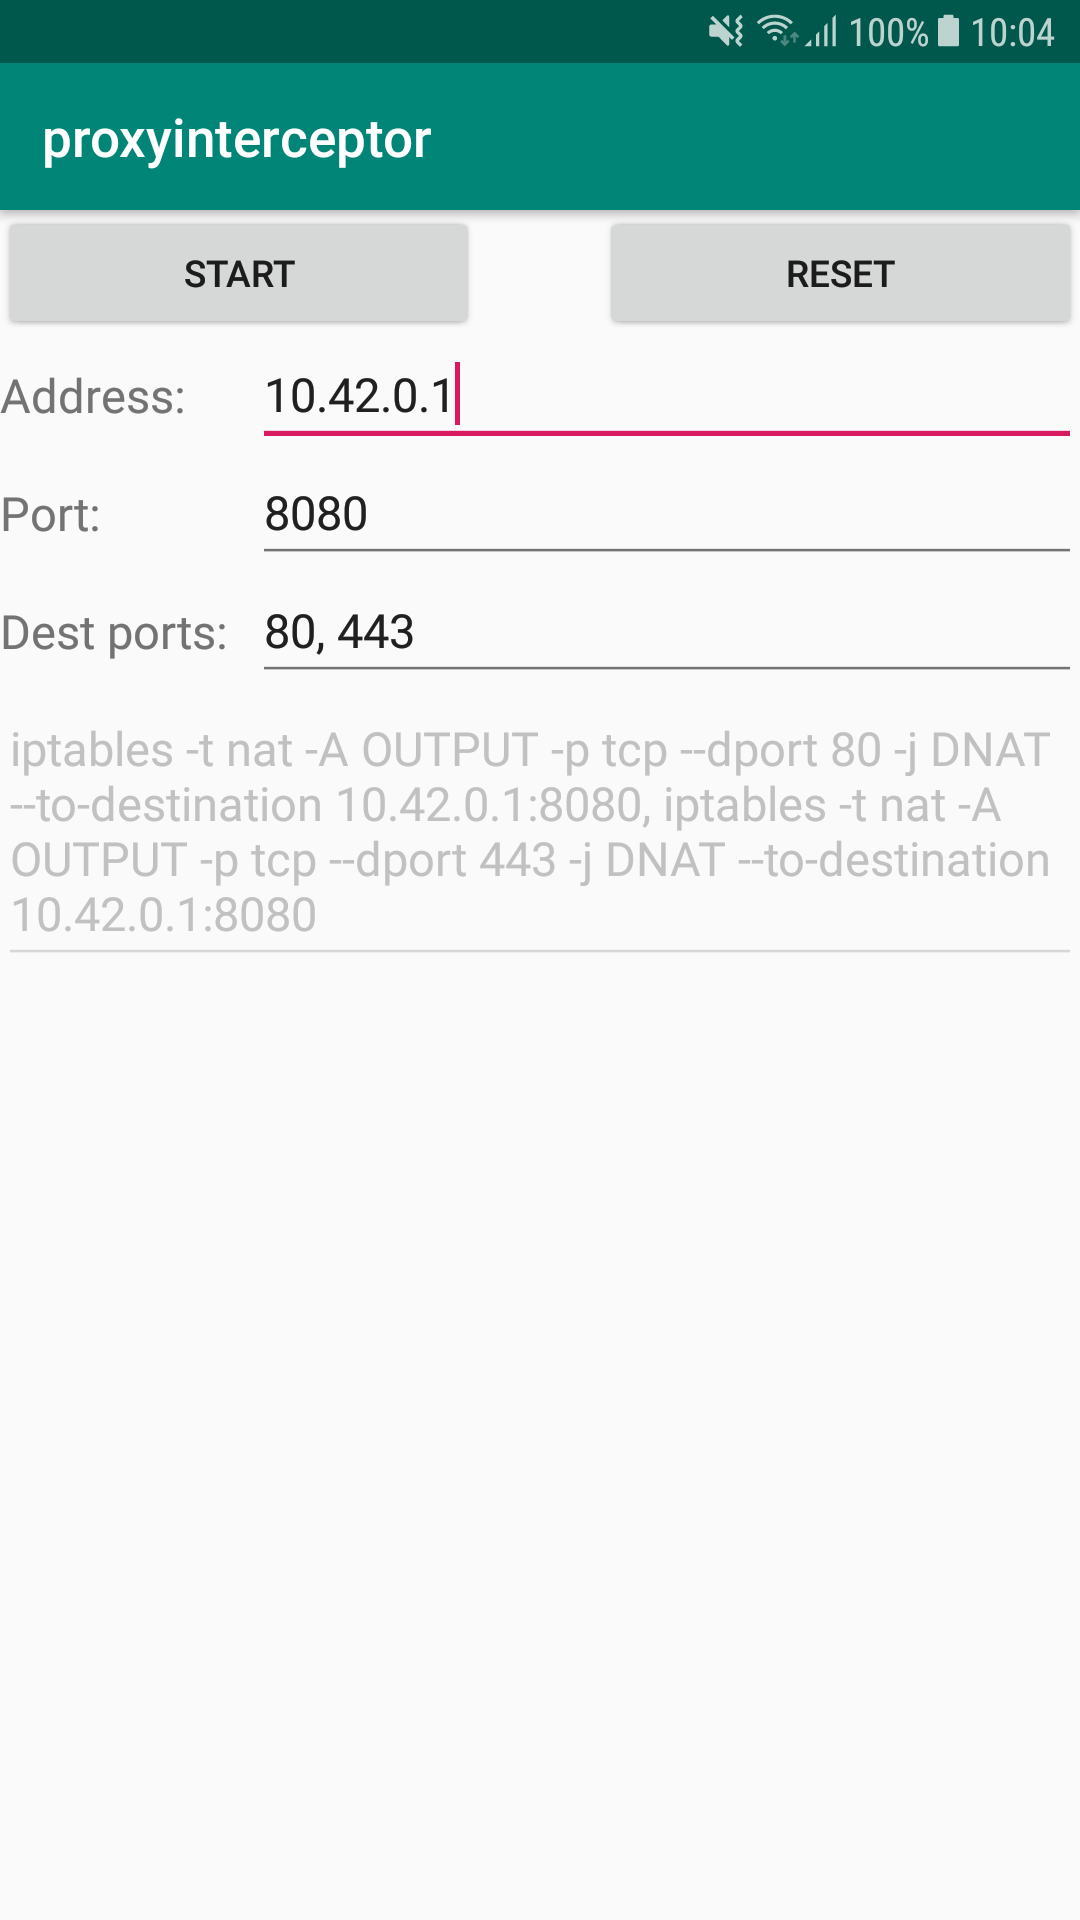 100% 10:04
proxyinterceptor
START RESET
Address: 10.42.0.1
Port: 8080
Dest ports: 80, 443
iptables -t nat -A OUTPUT -p tcp --dport 80 -j DNAT
--to-destination 10.42.0.1:8080, iptables -t nat -A
OUTPUT -p tcp --dport 443 -j DNAT --to-destination
10.42.0.1:8080